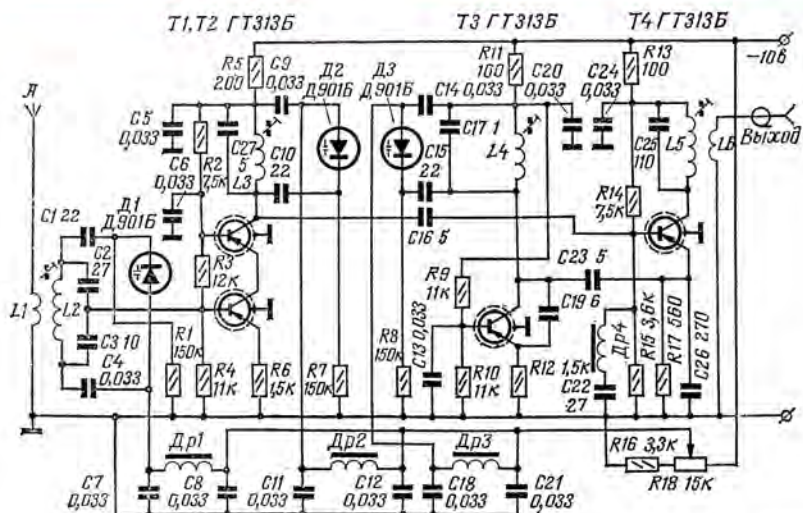 T1, T2 ГТ313Б
T3 ГТ313Б
T4 ГТ313Б
A
C5
0,033
R5
200
C9
0,033
Д2
Д901Б
Д3
Д901Б
C14
0,033
R11
100
C20
0,033
C24
0,033
R13
100
-10в
C6
0,033
R2
7,5к
C27
5
L3
C10
22
C17 1
C15
22
L4
C25
110
L5
L6
Выход
C1 22
Д1
Д901Б
C2
27
R14
7,5к
C16 5
R3
12к
R9
11к
C23 5
L1
L2
C3 10
C4
0,033
R1
150к
R4
11к
R6
1,5к
R7
150к
R8
150к
C13 0,033
R10
11к
C19 6
R12
1,5к
Др4
C22
27
R15 3,6к
R17 560
C26 270
Др1
Др2
Др3
R16 3,3к
R18 15к
C7
0,033
C8
0,033
C11
0,033
C12
0,033
C18
0,033
C21
0,033